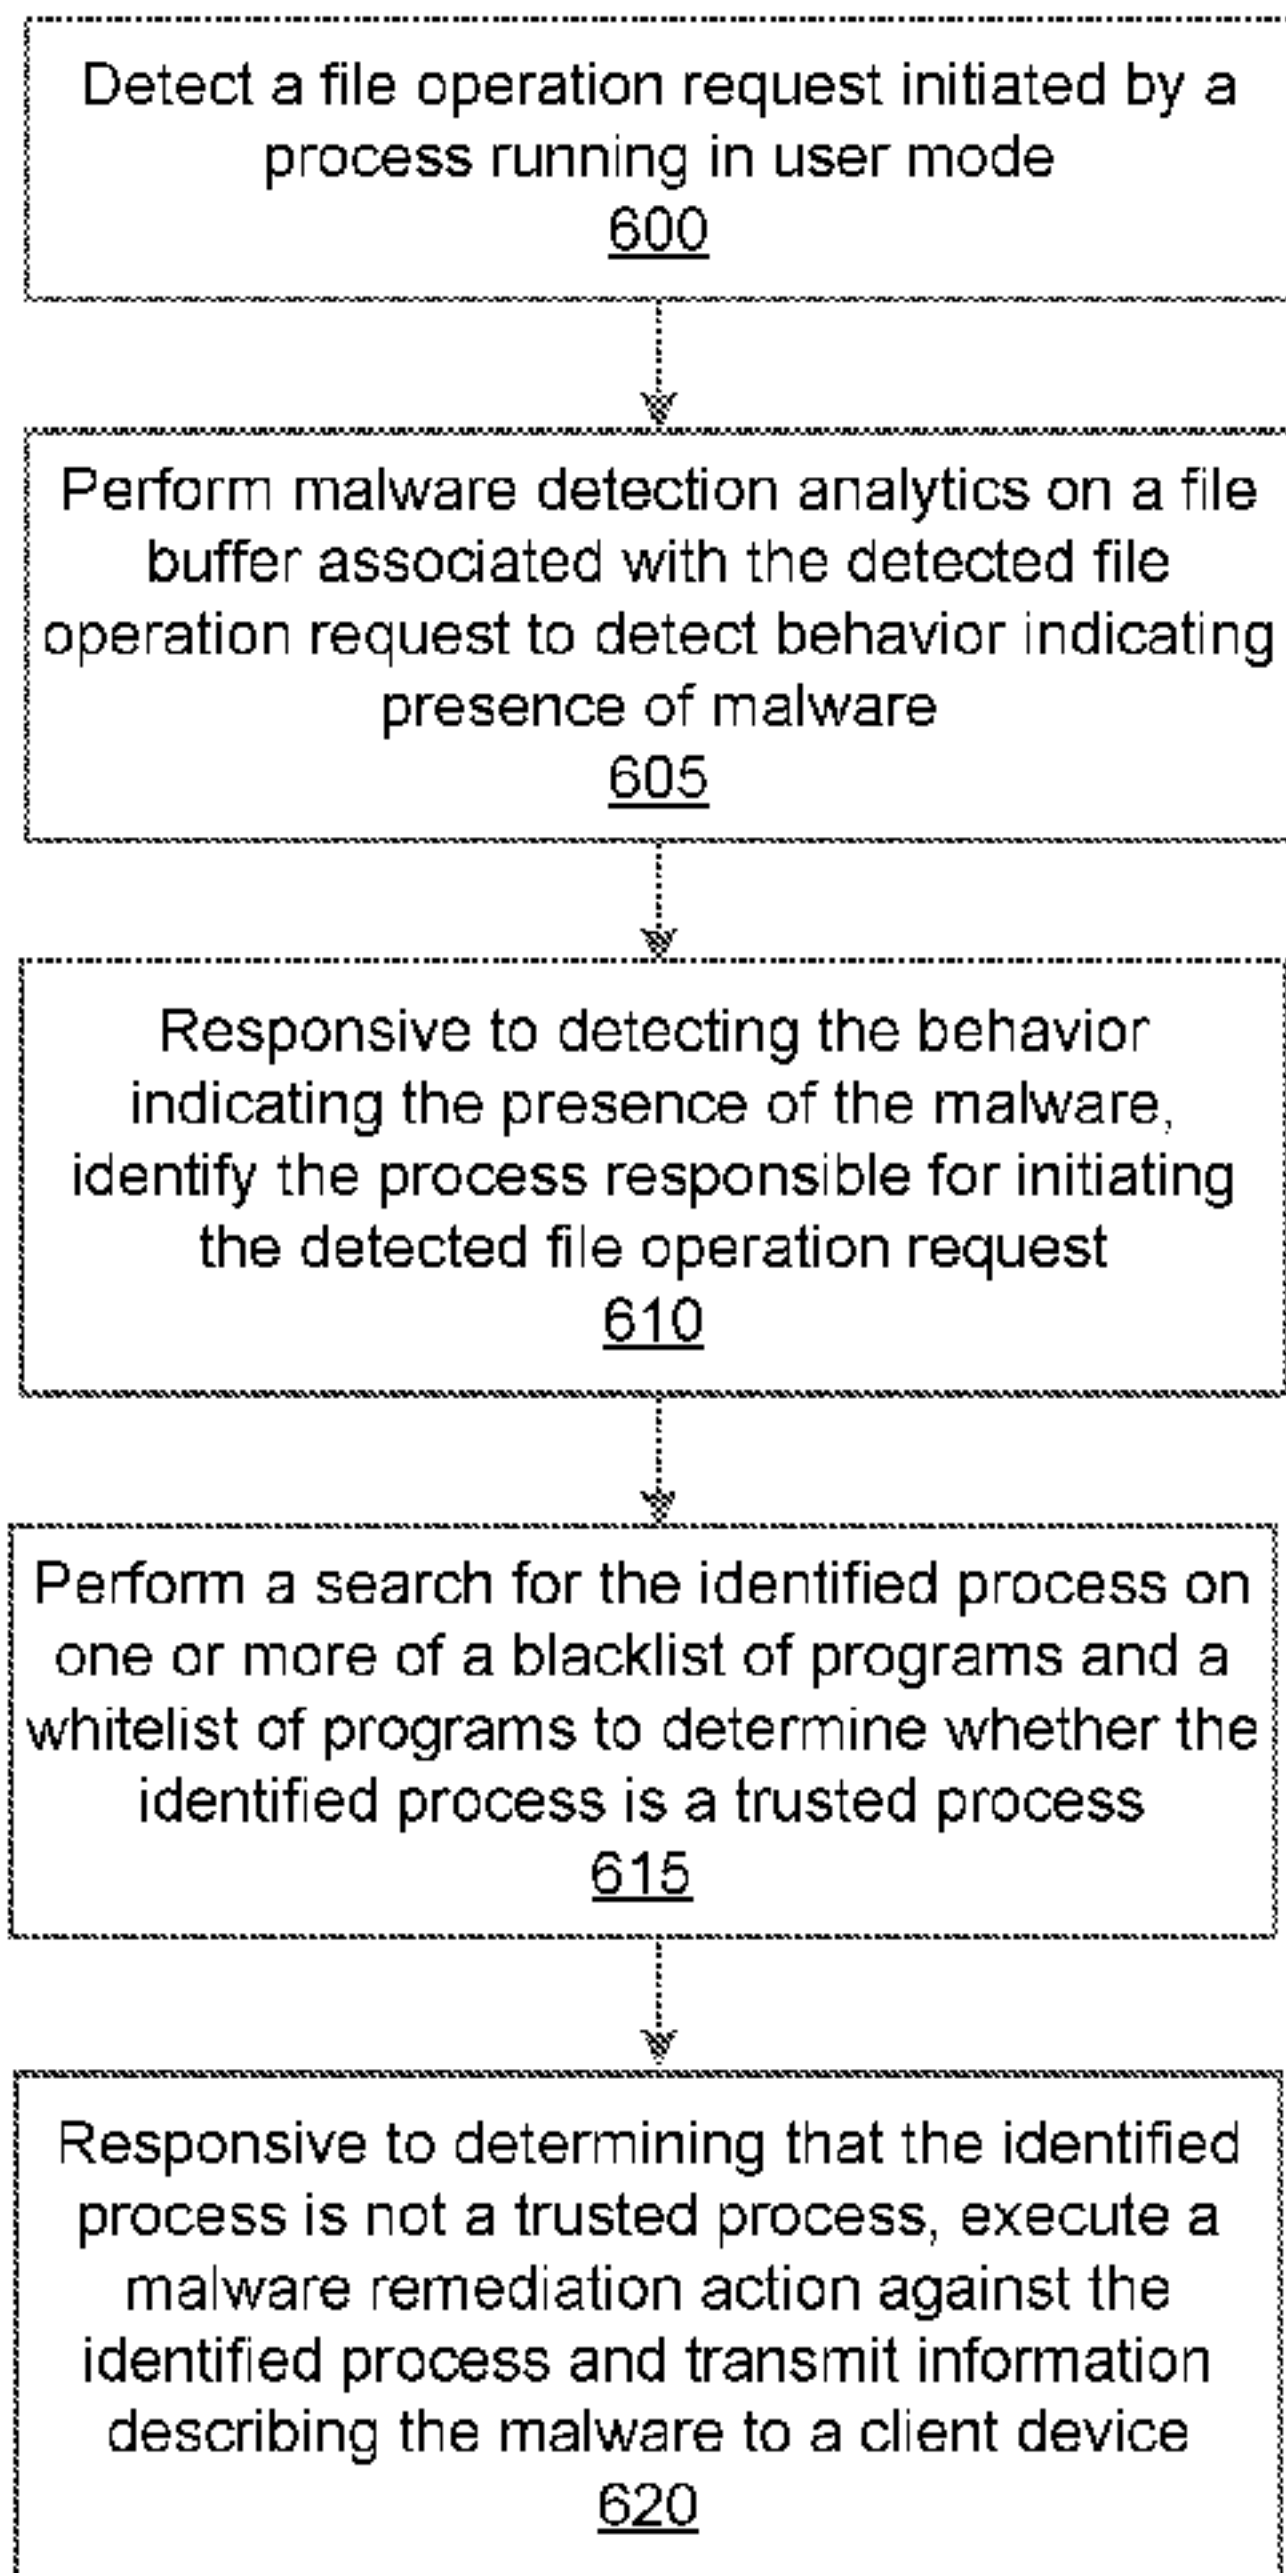 Detect a file operation request initiated by a
process running in user mode
600
Perform malware detection analytics on a file
buffer associated with the detected file
operation request to detect behavior indicating
presence of malware
605
Responsive to detecting the behavior
indicating the presence of the malware,
identify the process responsible for initiating
the detected file operation request
610
Perform a search for the identified process on
one or more of a blacklist of programs and a
whitelist of programs to determine whether the
identified process is a trusted process
615
Responsive to determining that the identified
process is not a trusted process, execute a
malware remediation action against the
identified process and transmit information
describing the malware to a client device
620